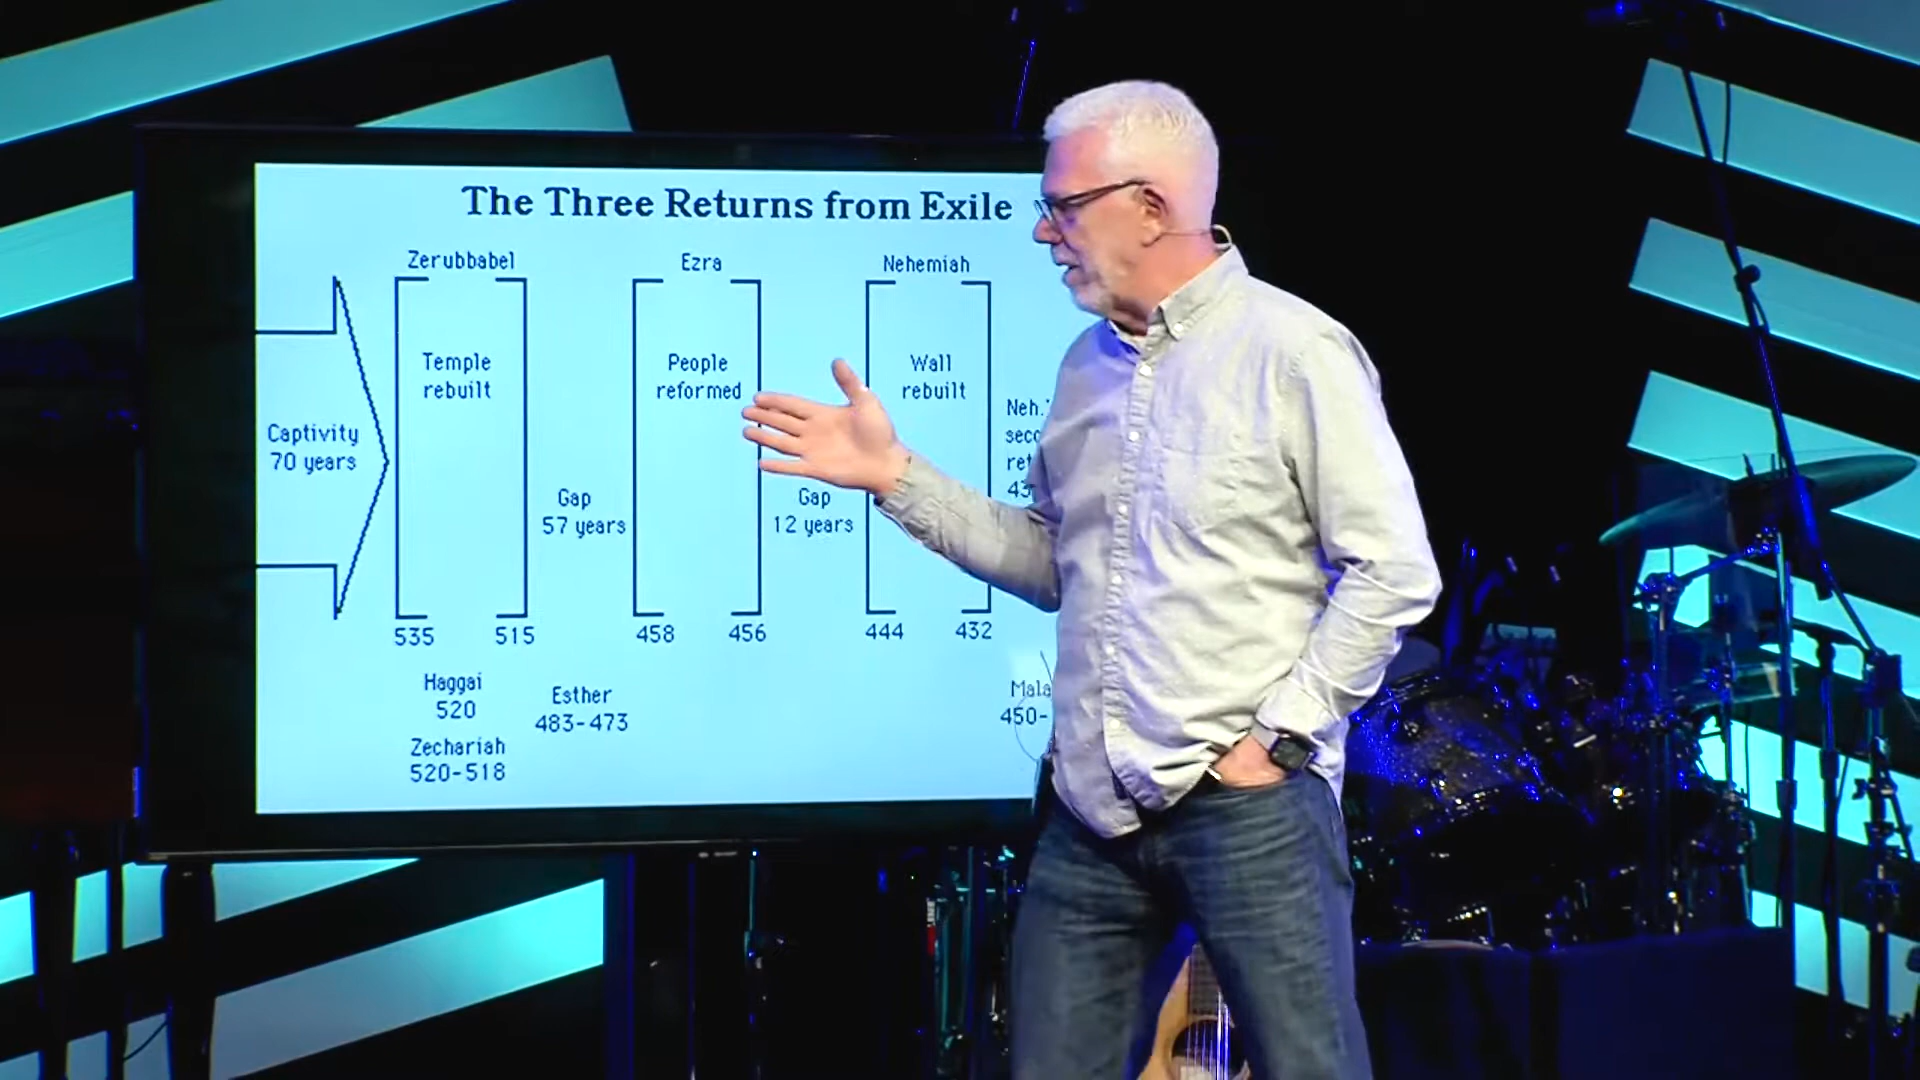 The Three Returns from Exile
Zerubbabel
Ezra
Nehemiah
Temple
rebuilt
People
reformed
Wall
rebuilt
Captivity
70 years
Gap
57 years
Gap
12 years
Neh.
535
515
458
456
444
432
Haggai
520
Zechariah
520-518
Esther
483-473